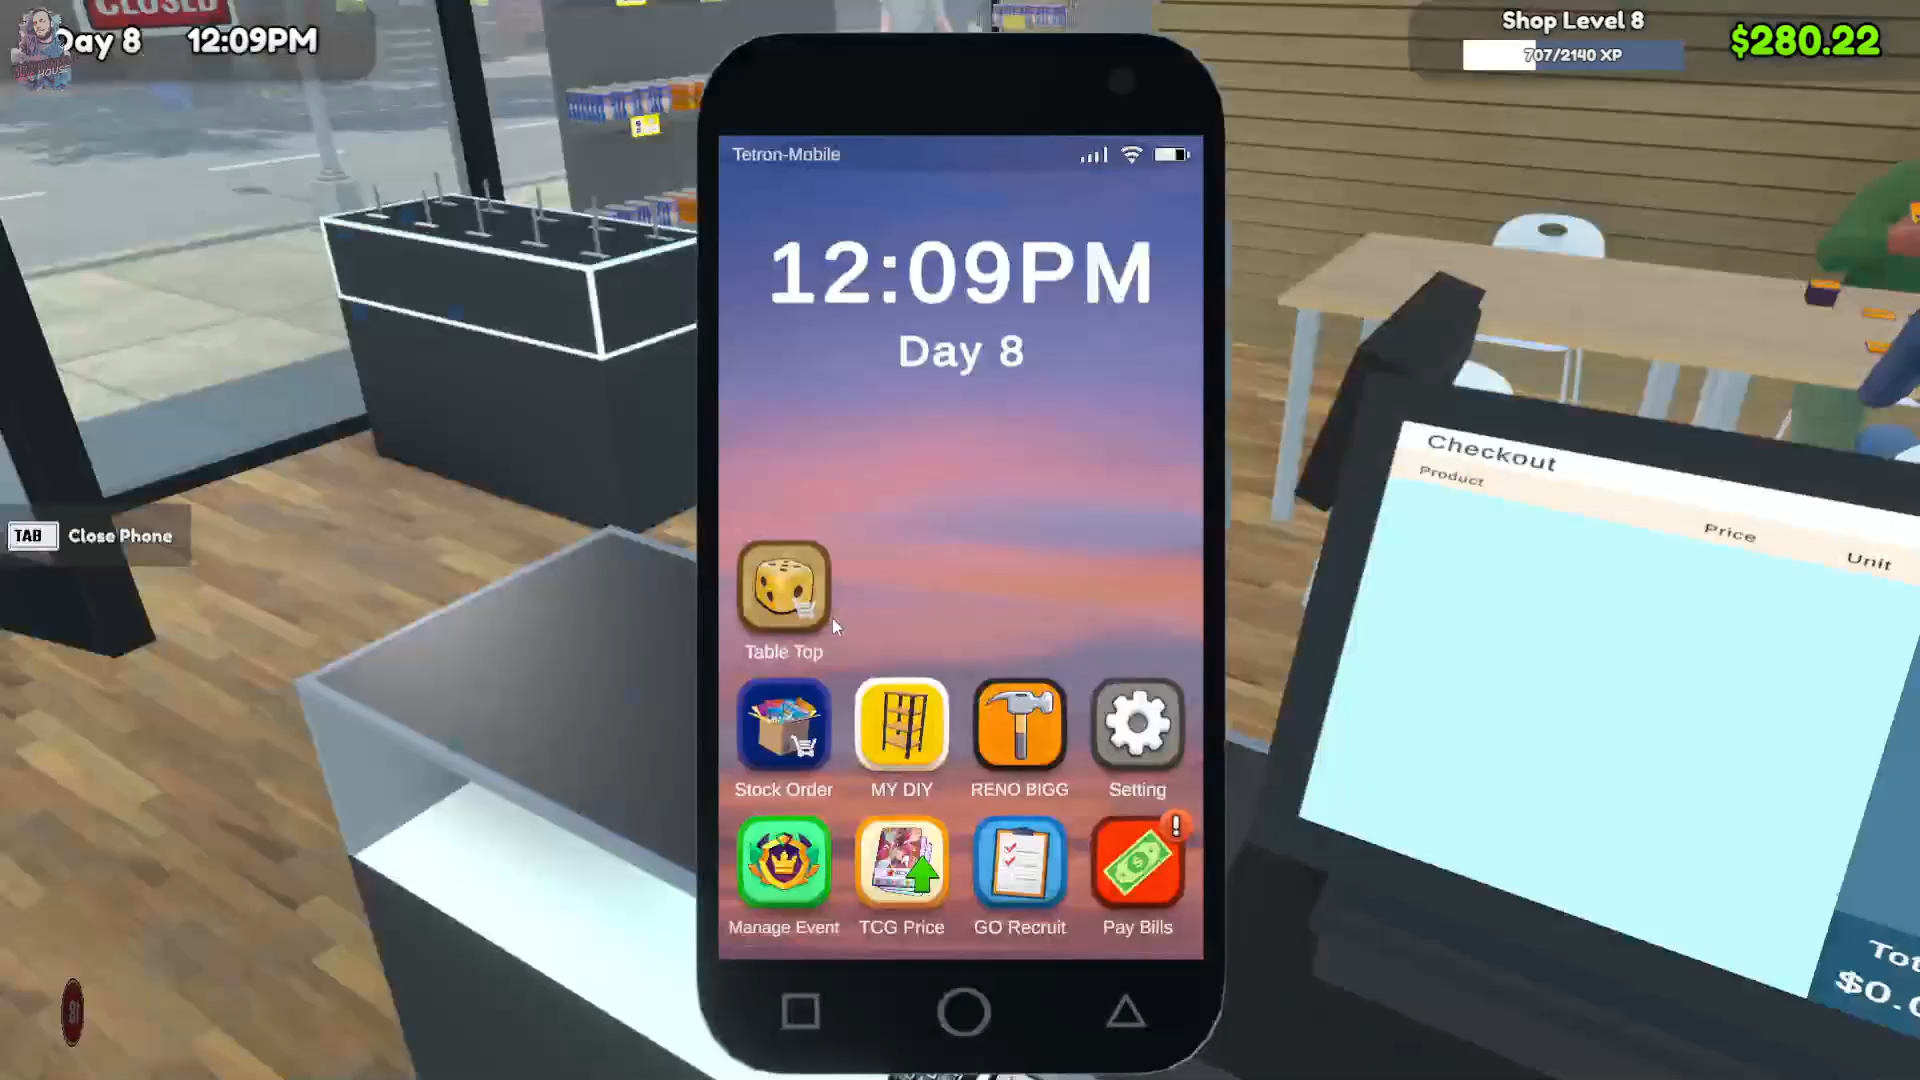 CLOSED
Day 8 12:09PM
Shop Level 8
707/2140 XP
$280.22
Tetron-Mobile
12:09PM
Day 8
TAB Close Phone
Table Top
Stock Order MY DIY RENO BIGG Setting
Manage Event TCG Price GO Recruit Pay Bills
Checkout
Product Price Unit
$0.